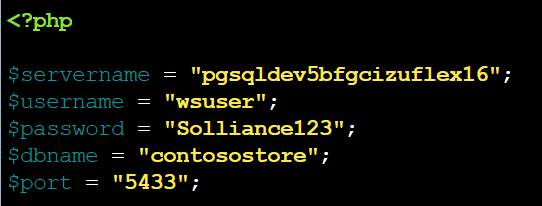 <?php
$servername = "pgsqldev5bfgcizuflex16";
$username = "wsuser";
$password = "Solliance123";
$dbname = "contosostore";
$port = "5433";